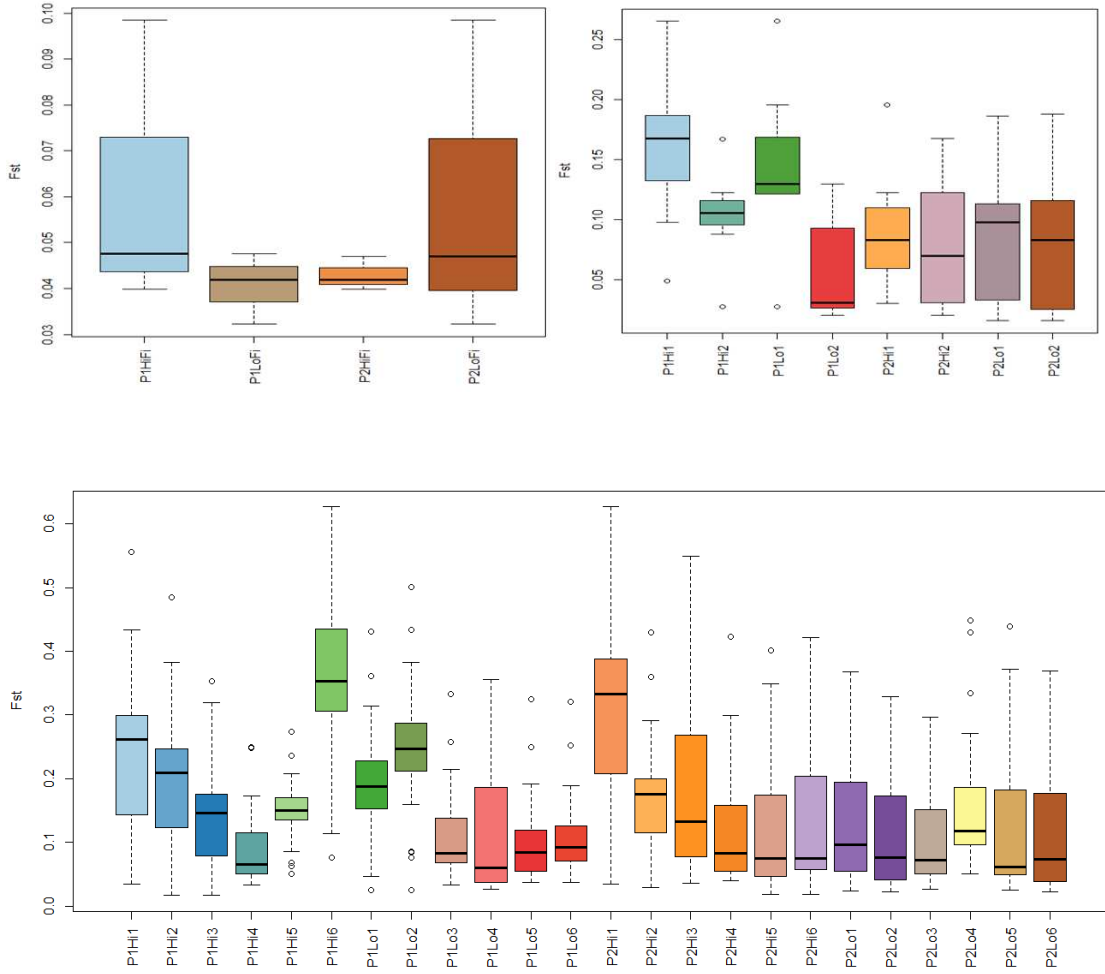 0.10
0.09
0.08
0.07
0.06
0.05
0.04
0.03
Fst
P1HiFi
P1LoFi
P2HiFi
P2LoFi
0.25
0.20
0.15
0.10
0.05
Fst
P1Hi1
P1Hi2
P1Lo1
P1Lo2
P2Hi1
P2Hi2
P2Lo1
P2Lo2
0.6
0.5
0.4
0.3
0.2
0.1
0.0
Fst
P1Hi1
P1Hi2
P1Hi3
P1Hi4
P1Hi5
P1Hi6
P1Lo1
P1Lo2
P1Lo3
P1Lo4
P1Lo5
P1Lo6
P2Hi1
P2Hi2
P2Hi3
P2Hi4
P2Hi5
P2Hi6
P2Lo1
P2Lo2
P2Lo3
P2Lo4
P2Lo5
P2Lo6